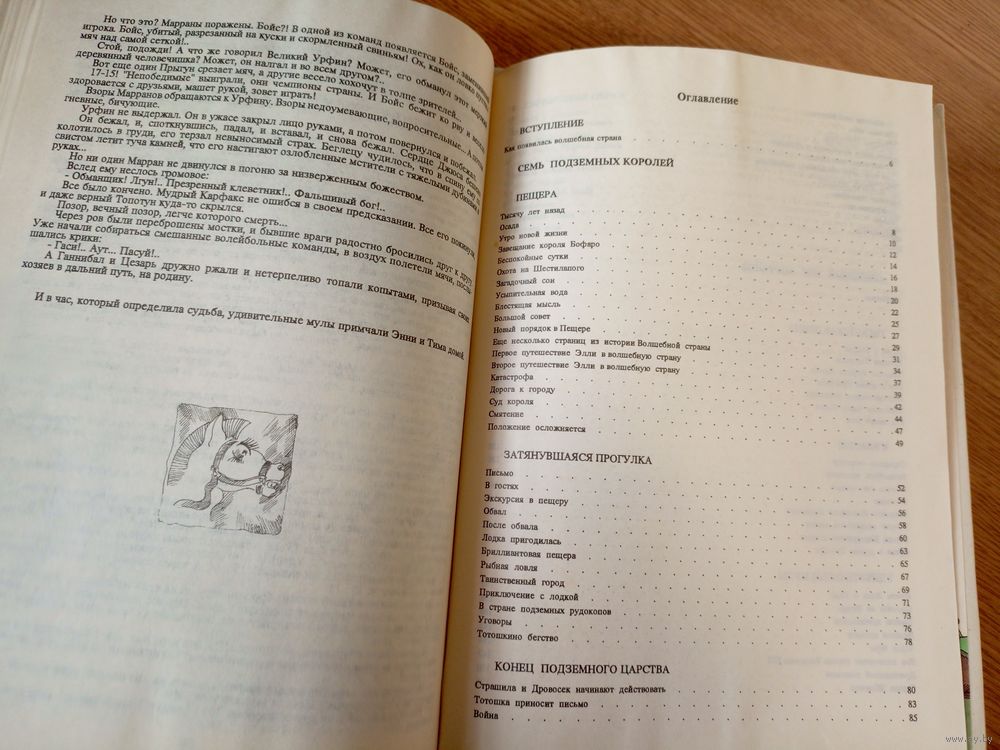 Но что это? Марраны поражены. Бойс?! В одной из команд появляется Бойс,
игрока. Бойс, убитый, разрезанный на куски и скормленный свиньям! Ох, как он ловко
мяч над самой сеткой!..
Стой, подожди! А что же говорил Великий Урфин? Может, его обманул этот мерзкий
деревянный человечишка? Может, он налгал и во всем другом?..
Вот еще один Прыгун срезает мяч, а другие весело хохочут в толпе зрителей...
17-15! "Непобедимые" выиграли, они чемпионы страны. И Бойс бежит ко рву и
здоровается с друзьями, машет рукой, зовет играть!
Взоры Марранов обращаются к Урфину. Взоры недоумевающие, вопросительные...
гневные, бичующие.
Урфин не выдержал. Он в ужасе закрыл лицо руками, а потом повернулся и побежал.
Он бежал, и, споткнувшись, падал, и вставал, и снова бежал. Сердце Джюса бешено
колотилось в груди, его терзал невыносимый страх. Беглецу чудилось, что в спину ему со
свистом летит туча камней, что его настигают озлобленные мстители с тяжелыми дубинами в
руках...
Но ни один Марран не двинулся в погоню за низверженным божеством.
Вслед ему неслось громовое:
- Обманщик! Лгун!.. Презренный клеветник!.. Фальшивый бог!..
Все было кончено. Мудрый Карфакс не ошибся в своем предсказании. Все его покинули
и даже верный Топотун куда-то скрылся.
Позор, вечный позор, легче которого смерть....
Через ров были переброшены мостки, и бывшие враги радостно бросились друг к другу.
Уже начали собираться смешанные волейбольные команды, в воздух полетели мячи, послы-
шались крики:
- Гаси!.. Аут... Пасуй!..
А Ганнибал и Цезарь дружно ржали и нетерпеливо топали копытами, призывая своих
хозяев в дальний путь, на родину.
И в час, который определила судьба, удивительные мулы примчали Энни и Тима домой.
Оглавление
ВСТУПЛЕНИЕ
Как появилась волшебная страна 6
СЕМЬ ПОДЗЕМНЫХ КОРОЛЕЙ
ПЕЩЕРА
Тысячу лет назад 8
Осада 10
Утро новой жизни 12
Завещание короля Бофаро 14
Беспокойные сутки 16
Охота на Шестилапого 18
Загадочный сон 20
Усыпительная вода 22
Блестящая мысль 25
Большой совет 27
Новый порядок в Пещере 29
Еще несколько страниц из истории Волшебной страны 31
Первое путешествие Элли в волшебную страну 34
Второе путешествие Элли в волшебную страну 37
Катастрофа 39
Дорога к городу 42
Суд короля 44
Смятение 47
Положение осложняется 49
ЗАТЯНУВШАЯСЯ ПРОГУЛКА
Письмо 52
В гостях 54
Экскурсия в пещеру 56
Обвал 58
После обвала 60
Лодка пригодилась 63
Бриллиантовая пещера 65
Рыбная ловля 67
Таинственный город 69
Приключение с лодкой 71
В стране подземных рудокопов 73
Уговоры 76
Тотошкино бегство 78
КОНЕЦ ПОДЗЕМНОГО ЦАРСТВА
Страшила и Дровосек начинают действовать 80
Тотошка приносит письмо 83
Война 85
www.ay.by